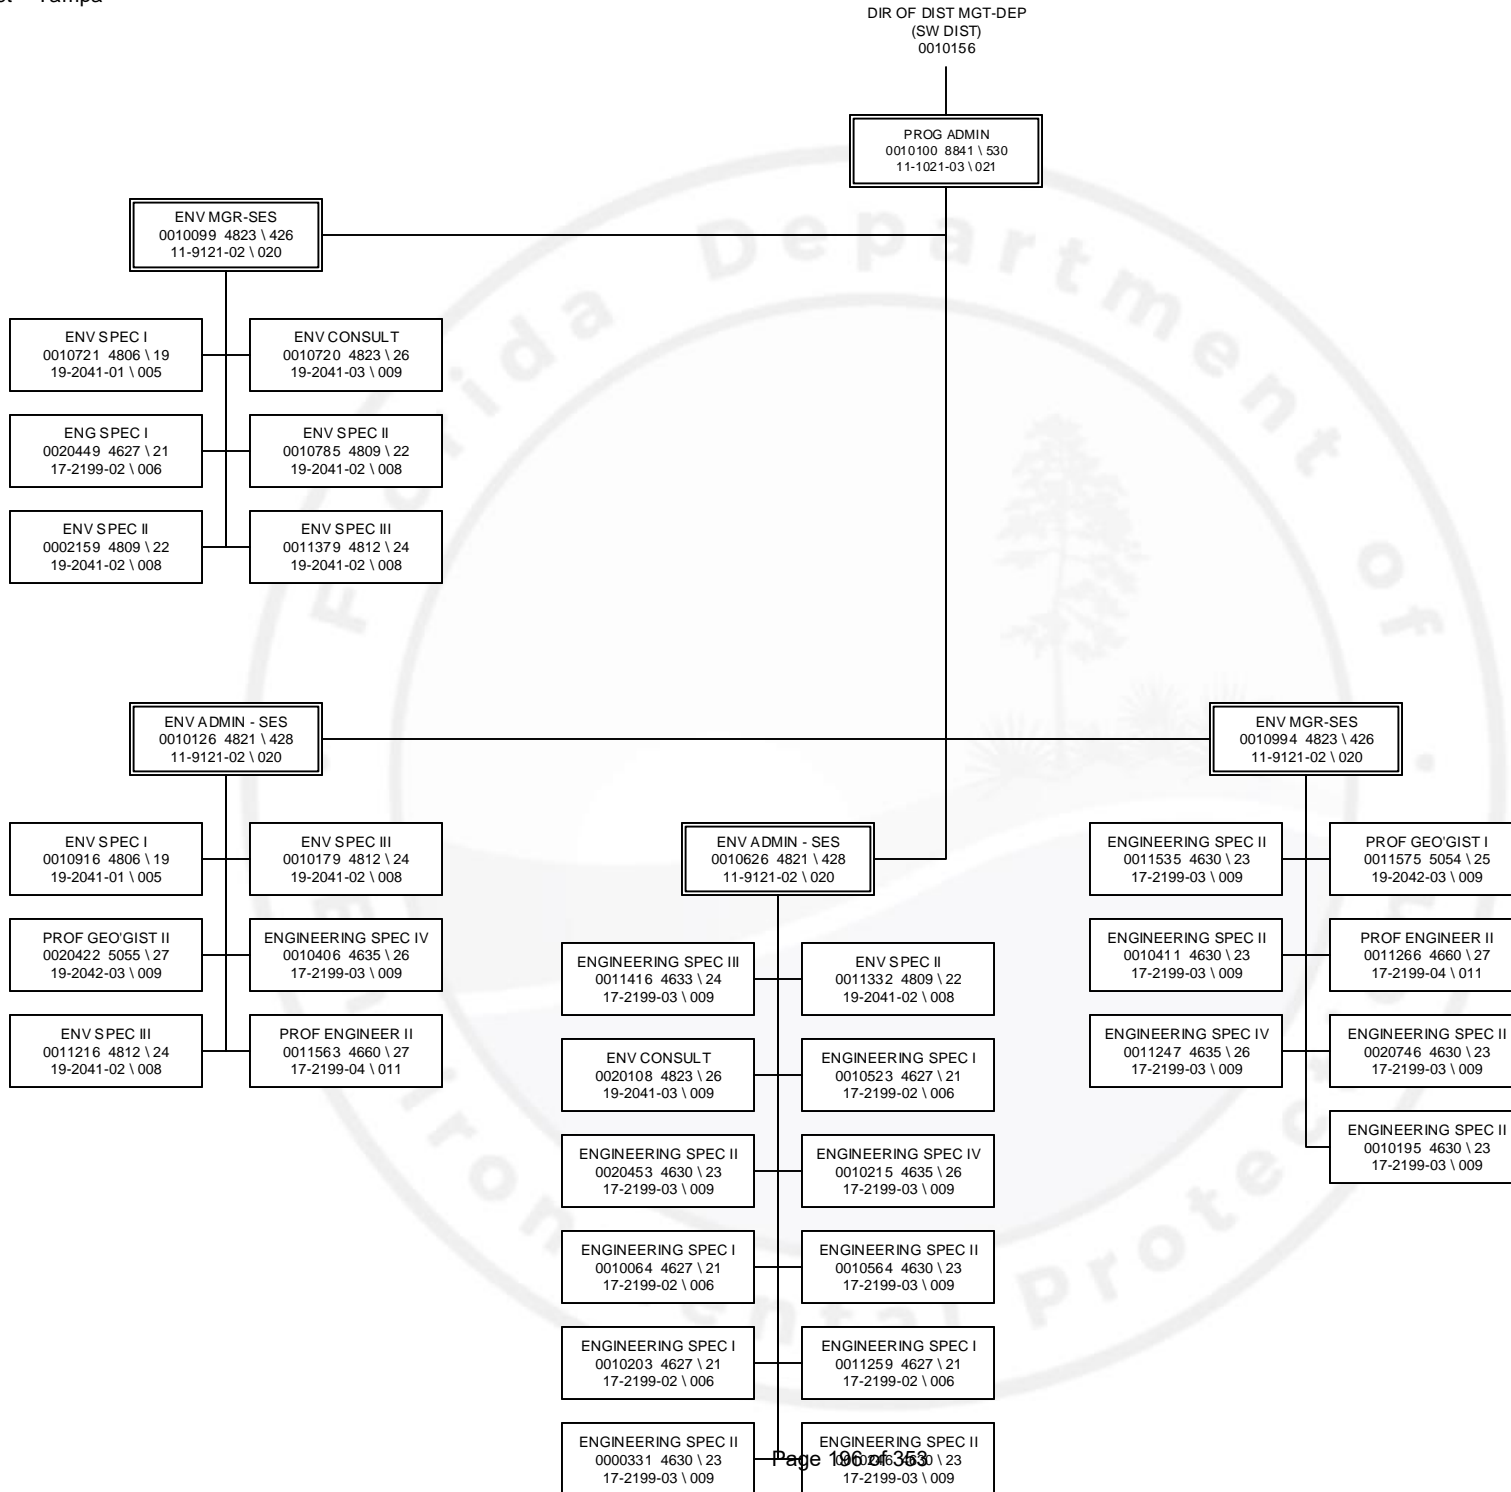 Tampa
DIR OF DIST MGT-DEP
(SW DIST)
0010156
PROG ADMIN
0010100 8841 \ 530
11-1021-03 \ 021
ENV MGR-SES
0010099 4823 \ 426
11-9121-02 \ 020
ENV SPEC I
0010721 4806 \ 19
19-2041-01 \ 005
ENV CONSULT
0010720 4823 \ 26
19-2041-03 \ 009
ENG SPEC I
0020449 4627 \ 21
17-2199-02 \ 006
ENV SPEC II
0010785 4809 \ 22
19-2041-02 \ 008
ENV SPEC II
0002159 4809 \ 22
19-2041-02 \ 008
ENV SPEC III
0011379 4812 \ 24
19-2041-02 \ 008
ENV ADMIN - SES
0010126 4821 \ 428
11-9121-02 \ 020
ENV SPEC I
0010916 4806 \ 19
19-2041-01 \ 005
ENV SPEC III
0010179 4812 \ 24
19-2041-02 \ 008
PROF GEO'GIST II
0020422 5055 \ 27
19-2042-03 \ 009
ENGINEERING SPEC IV
0010406 4635 \ 26
17-2199-03 \ 009
ENV SPEC III
0011216 4812 \ 24
19-2041-02 \ 008
PROF ENGINEER II
0011563 4660 \ 27
17-2199-04 \ 011
ENV ADMIN - SES
0010626 4821 \ 428
11-9121-02 \ 020
ENGINEERING SPEC III
0011416 4633 \ 24
17-2199-03 \ 009
ENV SPEC II
0011332 4809 \ 22
19-2041-02 \ 008
ENV CONSULT
0020108 4823 \ 26
19-2041-03 \ 009
ENGINEERING SPEC I
0010523 4627 \ 21
17-2199-02 \ 006
ENGINEERING SPEC II
0020453 4630 \ 23
17-2199-03 \ 009
ENGINEERING SPEC IV
0010215 4635 \ 26
17-2199-03 \ 009
ENGINEERING SPEC I
0010064 4627 \ 21
17-2199-02 \ 006
ENGINEERING SPEC II
0010564 4630 \ 23
17-2199-03 \ 009
ENGINEERING SPEC I
0010203 4627 \ 21
17-2199-02 \ 006
ENGINEERING SPEC I
0011259 4627 \ 21
17-2199-02 \ 006
ENGINEERING SPEC II
0000331 4630 \ 23
17-2199-03 \ 009
ENGINEERING SPEC II
4630 \ 23
17-2199-03 \ 009
ENV MGR-SES
0010994 4823 \ 426
11-9121-02 \ 020
ENGINEERING SPEC II
0011535 4630 \ 23
17-2199-03 \ 009
PROF GEO'GIST I
0011575 5054 \ 25
19-2042-03 \ 009
ENGINEERING SPEC II
0010411 4630 \ 23
17-2199-03 \ 009
PROF ENGINEER II
0011266 4660 \ 27
17-2199-04 \ 011
ENGINEERING SPEC IV
0011247 4635 \ 26
17-2199-03 \ 009
ENGINEERING SPEC II
0020746 4630 \ 23
17-2199-03 \ 009
ENGINEERING SPEC II
0010195 4630 \ 23
17-2199-03 \ 009
Page 196 of 353
Florida Department of Environmental Protection